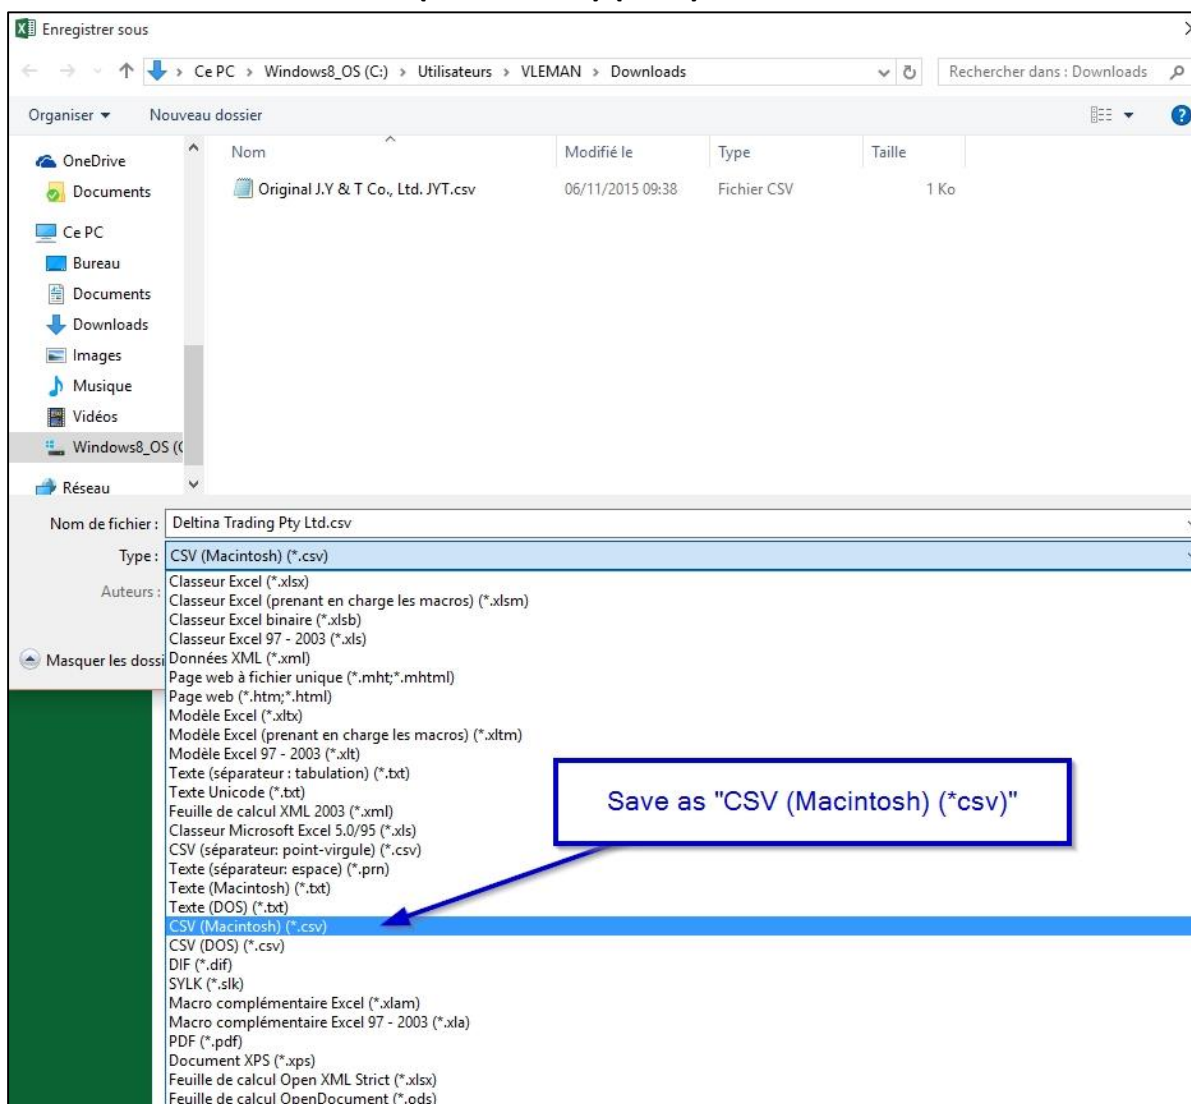 Enregistrer sous
Ce PC > Windows8_OS (C:) > Utilisateurs > VLEMAN > Downloads
Rechercher dans : Downloads
Organiser
Nouveau dossier
Nom
Modifié le
Type
Taille
OneDrive
Documents
Original J.Y & T Co., Ltd. JYT.csv
06/11/2015 09:38
Fichier CSV
1 Ko
Ce PC
Bureau
Documents
Downloads
Images
Musique
Vidéos
Windows8_OS (C
Réseau
Nom de fichier : Deltina Trading Pty Ltd.csv
Type : CSV (Macintosh) (*.csv)
Auteurs :
Masquer les dossi
Classeur Excel (*.xlsx)
Classeur Excel (prenant en charge les macros) (*.xlsm)
Classeur Excel binaire (*.xlsb)
Classeur Excel 97 - 2003 (*.xls)
Données XML (*.xml)
Page web à fichier unique (*.mht;*.mhtml)
Page web (*.htm;*.html)
Modèle Excel (*.xltx)
Modèle Excel (prenant en charge les macros) (*.xltm)
Modèle Excel 97 - 2003 (*.xlt)
Texte (séparateur : tabulation) (*.txt)
Texte Unicode (*.txt)
Feuille de calcul XML 2003 (*.xml)
Classeur Microsoft Excel 5.0/95 (*.xls)
CSV (séparateur: point-virgule) (*.csv)
Texte (séparateur: espace) (*.prn)
Texte (Macintosh) (*.txt)
Texte (DOS) (*.txt)
CSV (Macintosh) (*.csv)
CSV (DOS) (*.csv)
DIF (*.dif)
SYLK (*.slk)
Macro complémentaire Excel (*.xlam)
Macro complémentaire Excel 97 - 2003 (*.xla)
PDF (*.pdf)
Document XPS (*.xps)
Feuille de calcul Open XML Strict (*.xlsx)
Feuille de calcul OpenDocument (*.ods)
Save as "CSV (Macintosh) (*csv)"